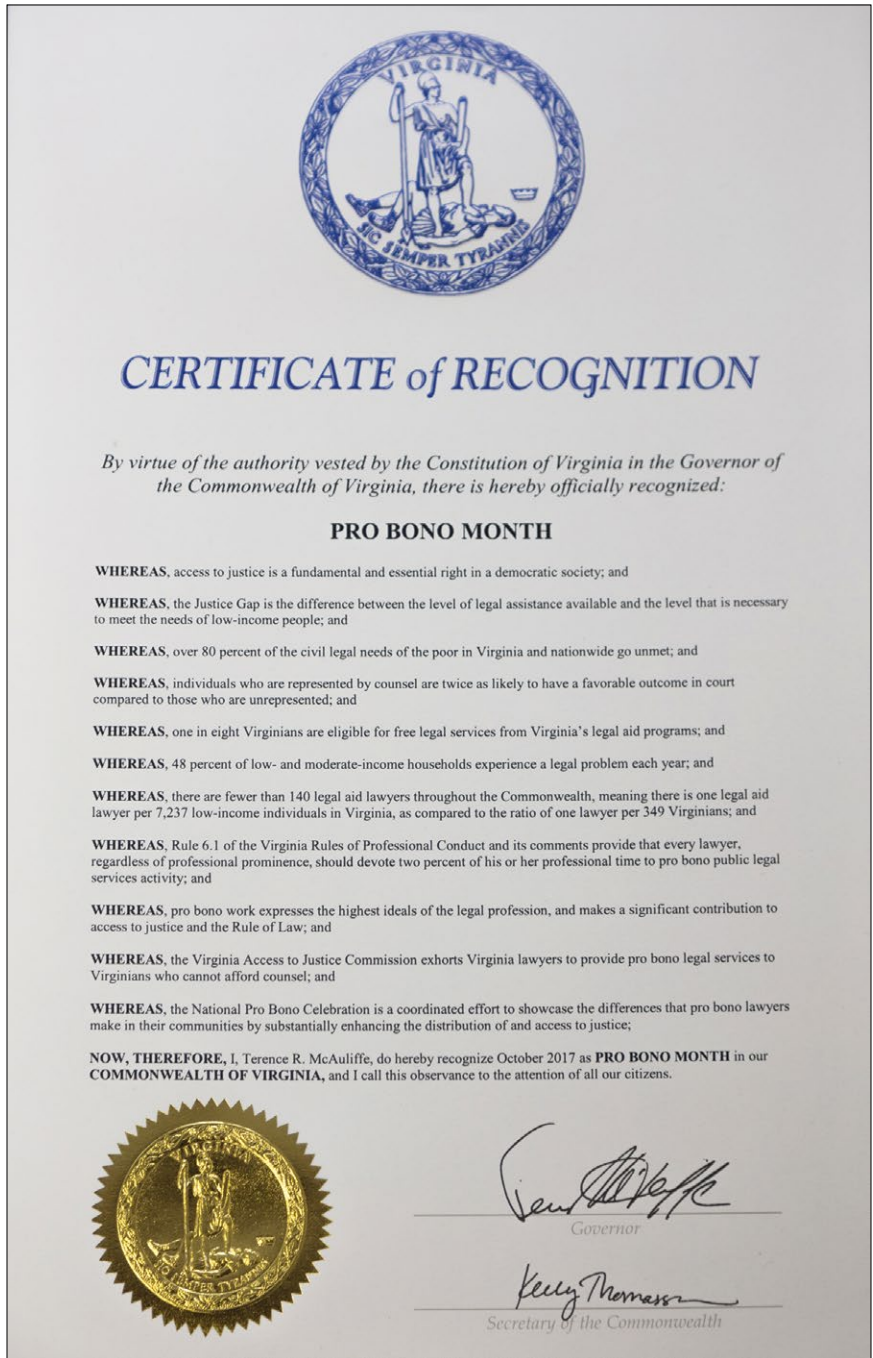 VIRGINIA
SIC SEMPER TYRANNIS
CERTIFICATE of RECOGNITION
By virtue of the authority vested by the Constitution of Virginia in the Governor of
the Commonwealth of Virginia, there is hereby officially recognized:
PRO BONO MONTH
WHEREAS, access to justice is a fundamental and essential right in a democratic society; and
WHEREAS, the Justice Gap is the difference between the level of legal assistance available and the level that is necessary
to meet the needs of low-income people; and
WHEREAS, over 80 percent of the civil legal needs of the poor in Virginia and nationwide go unmet; and
WHEREAS, individuals who are represented by counsel are twice as likely to have a favorable outcome in court
compared to those who are unrepresented; and
WHEREAS, one in eight Virginians are eligible for free legal services from Virginia's legal aid programs; and
WHEREAS, 48 percent of low- and moderate-income households experience a legal problem each year; and
WHEREAS, there are fewer than 140 legal aid lawyers throughout the Commonwealth, meaning there is one legal aid
lawyer per 7,237 low-income individuals in Virginia, as compared to the ratio of one lawyer per 349 Virginians; and
WHEREAS, Rule 6.1 of the Virginia Rules of Professional Conduct and its comments provide that every lawyer,
regardless of professional prominence, should devote two percent of his or her professional time to pro bono public legal
services activity; and
WHEREAS, pro bono work expresses the highest ideals of the legal profession, and makes a significant contribution to
access to justice and the Rule of Law; and
WHEREAS, the Virginia Access to Justice Commission exhorts Virginia lawyers to provide pro bono legal services to
Virginians who cannot afford counsel; and
WHEREAS, the National Pro Bono Celebration is a coordinated effort to showcase the differences that pro bono lawyers
make in their communities by substantially enhancing the distribution of and access to justice;
NOW, THEREFORE, I, Terence R. McAuliffe, do hereby recognize October 2017 as PRO BONO MONTH in our
COMMONWEALTH OF VIRGINIA, and I call this observance to the attention of all our citizens.
VIRGINIA
SIC SEMPER TYRANNIS
Governor
Kelly Thomasson
Secretary of the Commonwealth